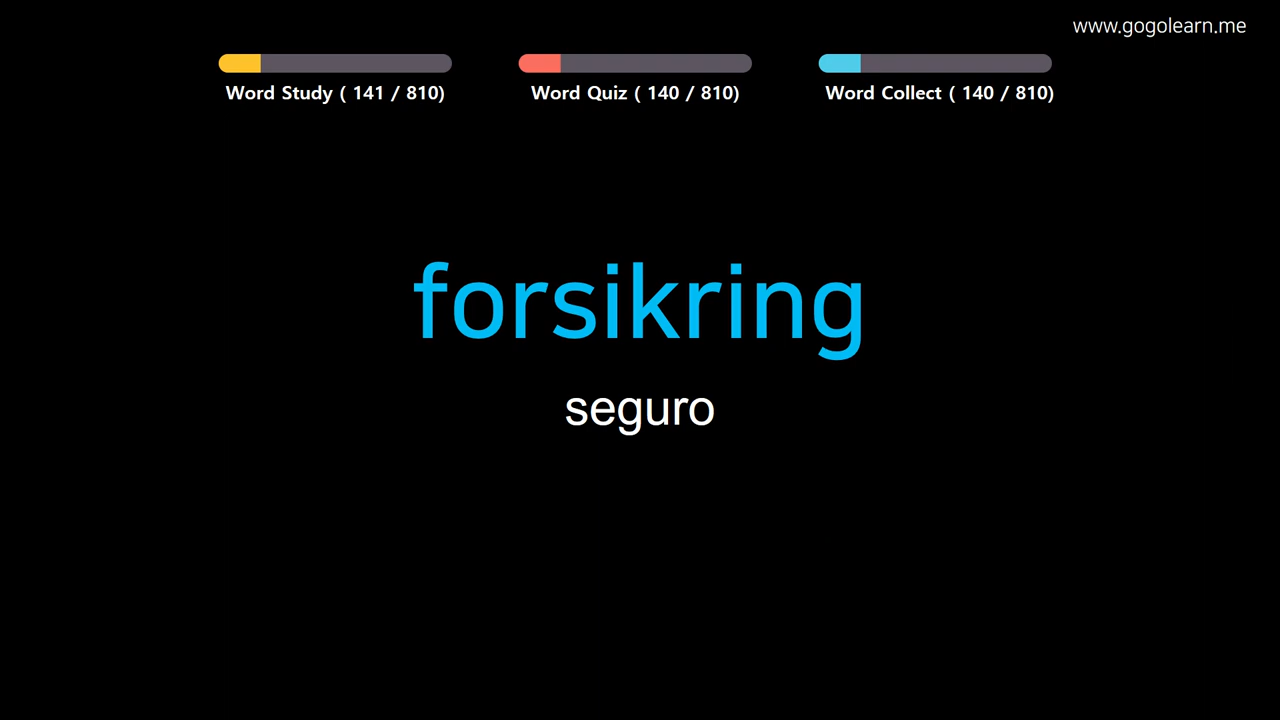 www.gogolearn.me
Word Study ( 141 / 810)
Word Quiz ( 140 / 810)
Word Collect ( 140 / 810)
forsikring
seguro